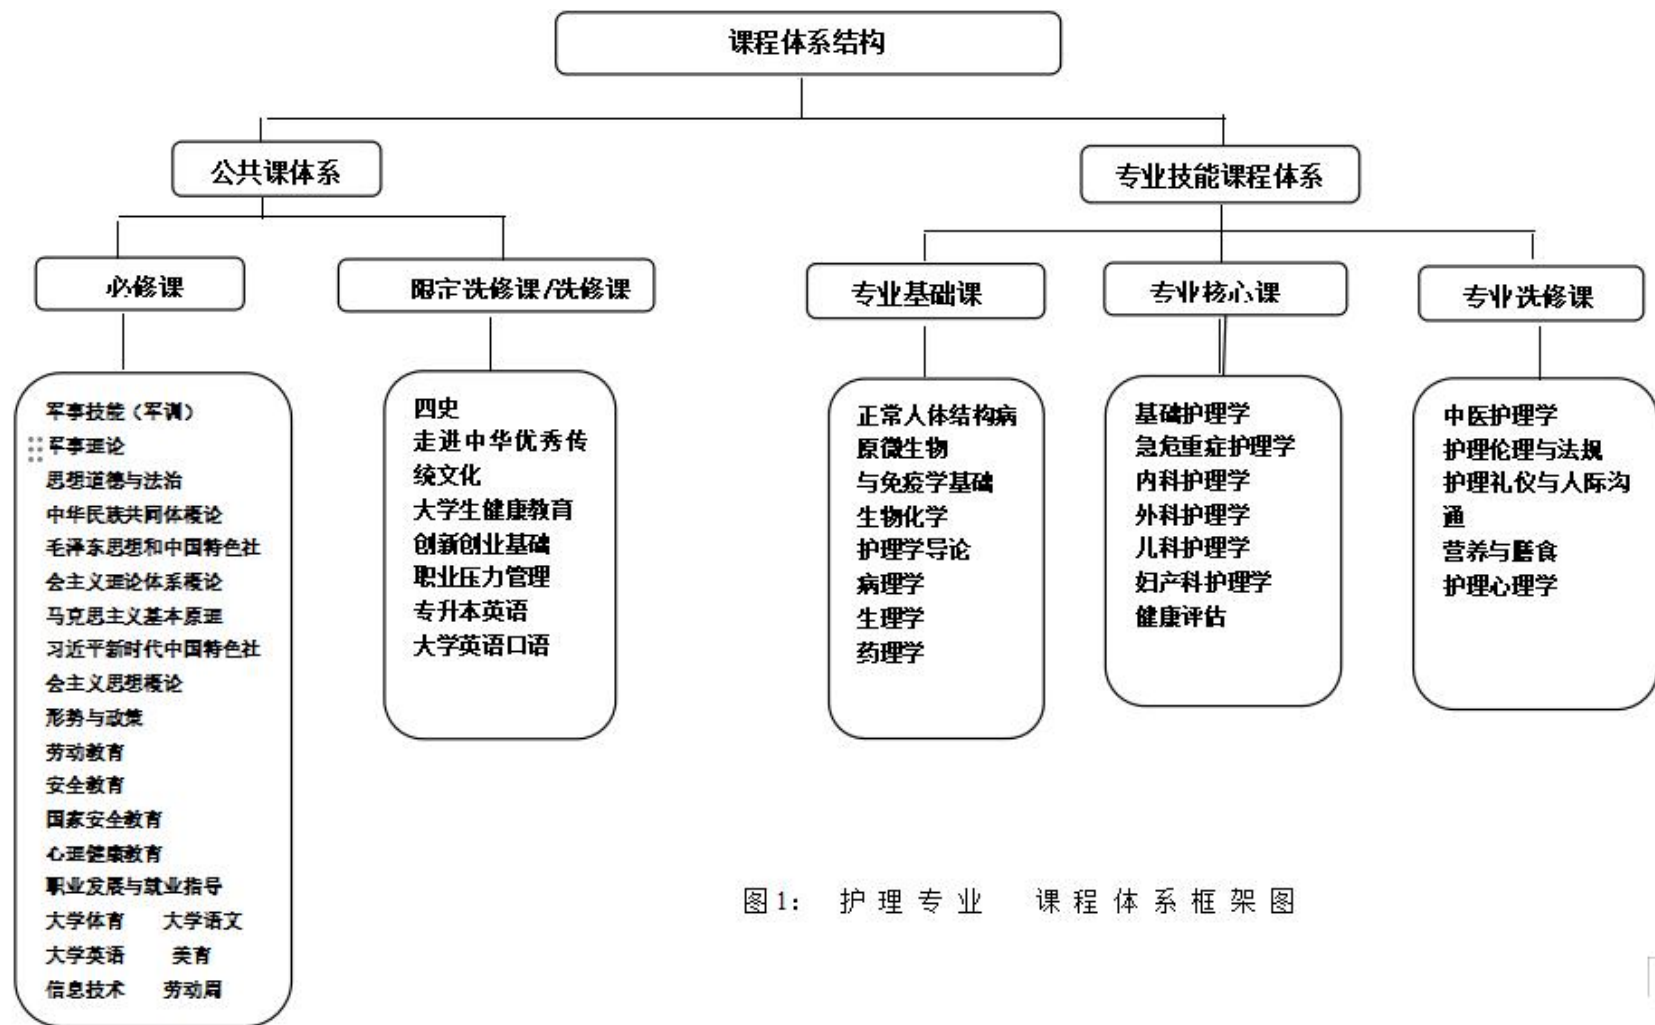 课程体系结构
公共课体系
专业技能课程体系
必修课
限定选修课/选修课
专业基础课
专业核心课
专业选修课
军事技能（军训）
军事理论
思想道德与法治
中华民族共同体概论
毛泽东思想和中国特色社
会主义理论体系概论
马克思主义基本原理
习近平新时代中国特色社
会主义思想概论
形势与政策
劳动教育
安全教育
国家安全教育
心理健康教育
职业发展与就业指导
大学体育 大学语文
大学英语 美育
信息技术 劳动周
四史
走进中华优秀传
统文化
大学生健康教育
创新创业基础
职业压力管理
专升本英语
大学英语口语
正常人体结构病
原微生物
与免疫学基础
生物化学
护理学导论
病理学
生理学
药理学
基础护理学
急危重症护理学
内科护理学
外科护理学
儿科护理学
妇产科护理学
健康评估
中医护理学
护理伦理与法规
护理礼仪与人际沟
通
营养与膳食
护理心理学
图1： 护理专业 课程体系框架图